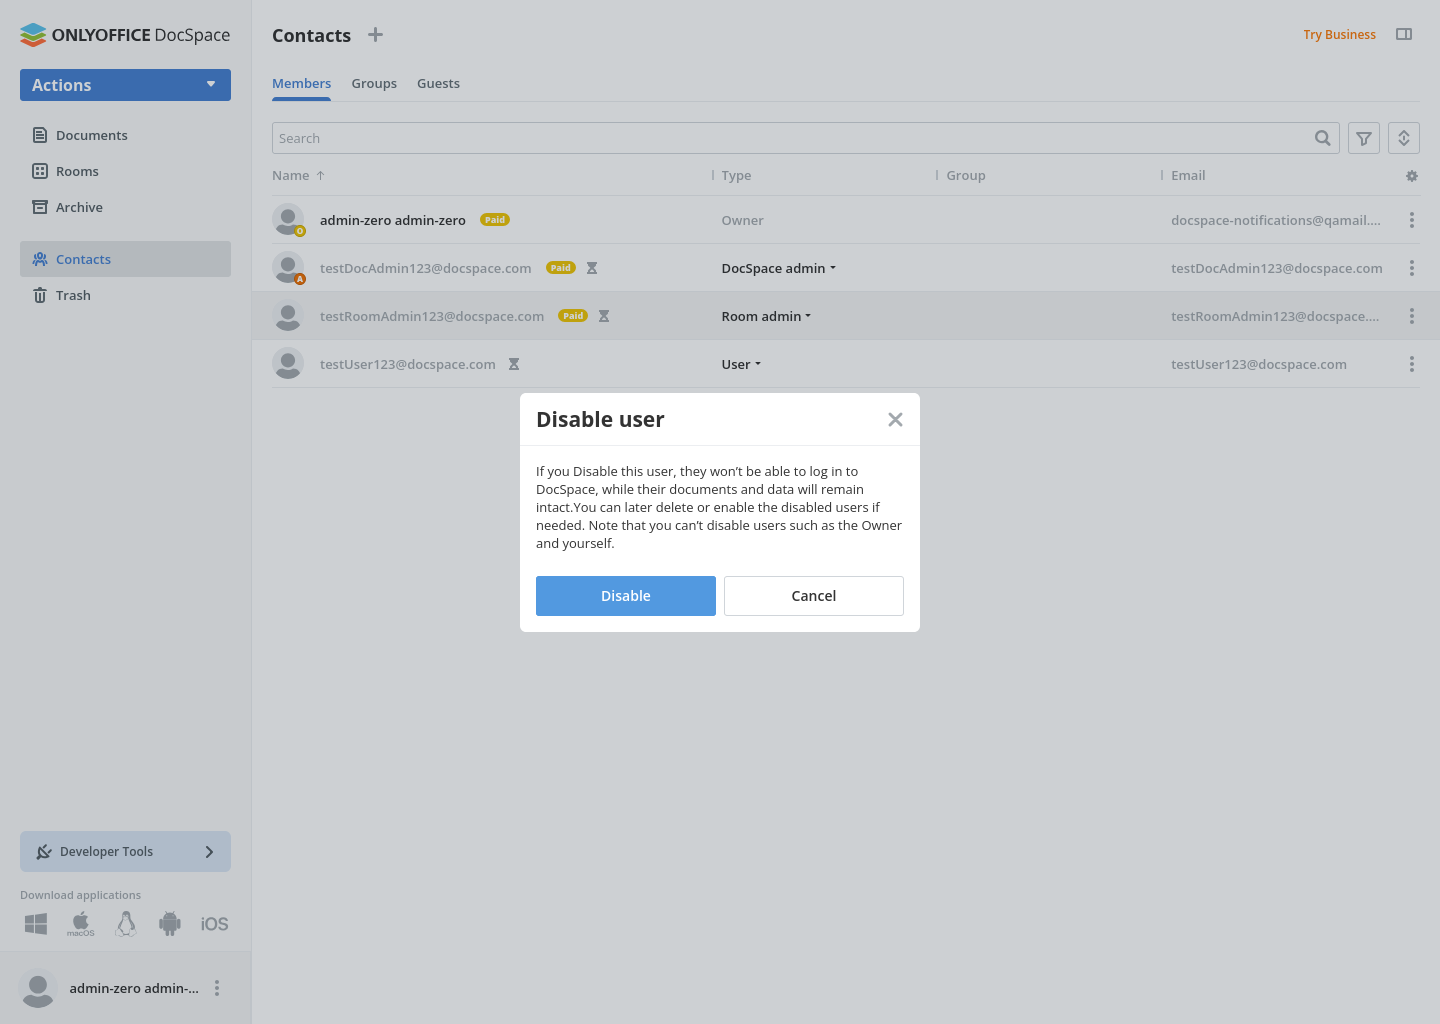 ONLYOFFICE DocSpace
Contacts
Try Business
Actions
Members Groups Guests
Documents
Rooms
Archive
Contacts
Trash
Search
Name Type Group Email
admin-zero admin-zero Paid Owner docspace-notifications@qamail....
O
testDocAdmin123@docspace.com Paid DocSpace admin testDocAdmin123@docspace.com
A
testRoomAdmin123@docspace.com Paid Room admin testRoomAdmin123@docspace....
testUser123@docspace.com User testUser123@docspace.com
Disable user
If you Disable this user, they won’t be able to log in to
DocSpace, while their documents and data will remain
intact.You can later delete or enable the disabled users if
needed. Note that you can’t disable users such as the Owner
and yourself.
Disable Cancel
Developer Tools
Download applications
macOS
iOS
admin-zero admin-...